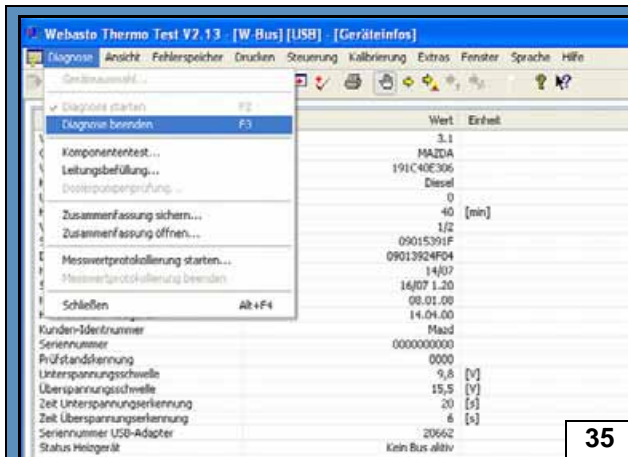 Webasto Thermo Test V2.13 - [W-Bus] [USB] - [Geräteinfos]
Diagnose Ansicht Fehlerspeicher Drucken Steuerung Kalibrierung Extras Fenster Sprache Hilfe
Geräteauswahl...
Diagnose starten F2
Diagnose beenden F3
Komponententest...
Leitungsbefüllung...
Dosierpumpenprüfung...
Zusammenfassung sichern...
Zusammenfassung öffnen...
Messwertprotokollierung starten...
Messwertprotokollierung beenden
Schließen Alt+F4
Wert Einheit
3.1
MAZDA
191C40E306
Diesel
0
40 [min]
1/2
09015391F
09013924F04
14/07
16/07 1.20
08.01.00
14.04.00
Kunden-Identnummer Mazd
Seriennummer 0000000000
Prüfstandskennung 0000
Unterspannungsschwelle 9,8 [V]
Überspannungsschwelle 15,5 [V]
Zeit Unterspannungserkennung 20 [s]
Zeit Überspannungserkennung 6 [s]
Seriennummer USB-Adapter 20662
Status Heizgerät Kein Bus aktiv
35